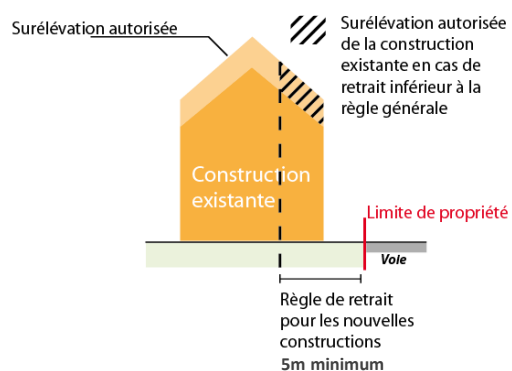 Surélévation autorisée
Surélévation autorisée
de la construction
existante en cas de
retrait inférieur à la
règle générale
Construction
existante
Limite de propriété
Voie
Règle de retrait
pour les nouvelles
constructions
5m minimum